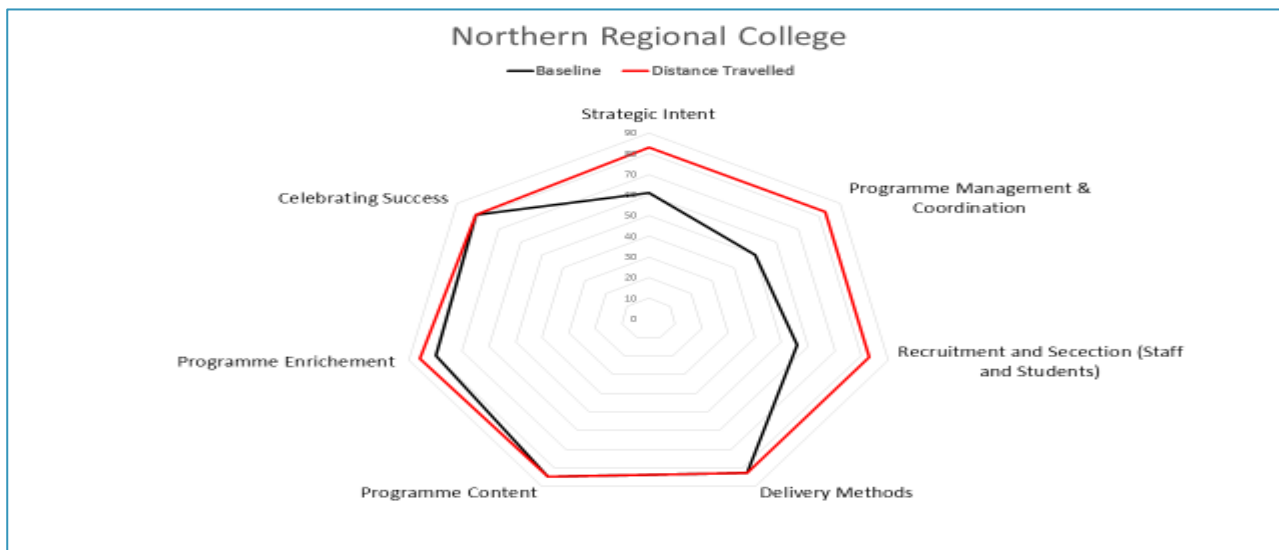 Northern Regional College
Baseline
Distance Travelled
Strategic Intent
90
80
70
60
50
40
30
20
10
0
Programme Management &
Coordination
Celebrating Success
Recruitment and Secection (Staff
and Students)
Programme Enrichement
Programme Content
Delivery Methods